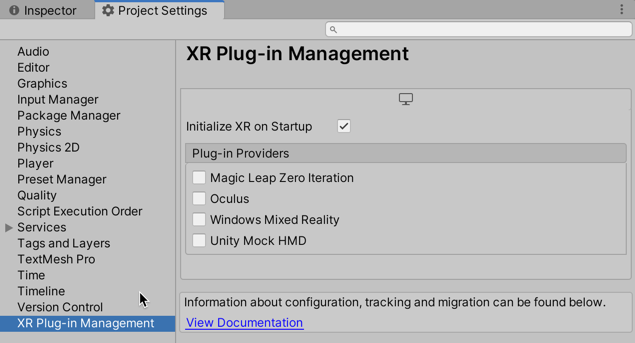 Inspector
Project Settings
Audio
Editor
Graphics
Input Manager
Package Manager
Physics
Physics 2D
Player
Preset Manager
Quality
Script Execution Order
Services
Tags and Layers
TextMesh Pro
Time
Timeline
Version Control
XR Plug-in Management
XR Plug-in Management
Initialize XR on Startup
Plug-in Providers
Magic Leap Zero Iteration
Oculus
Windows Mixed Reality
Unity Mock HMD
Information about configuration, tracking and migration can be found below.
View Documentation